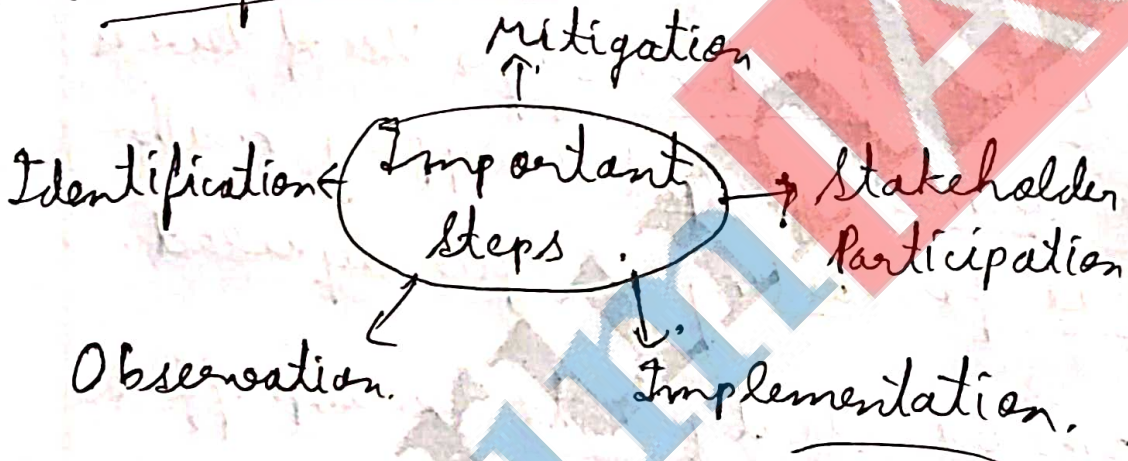 Mitigation
Identification
Important
Steps
Stakeholder
Participation
Observation.
Implementation.